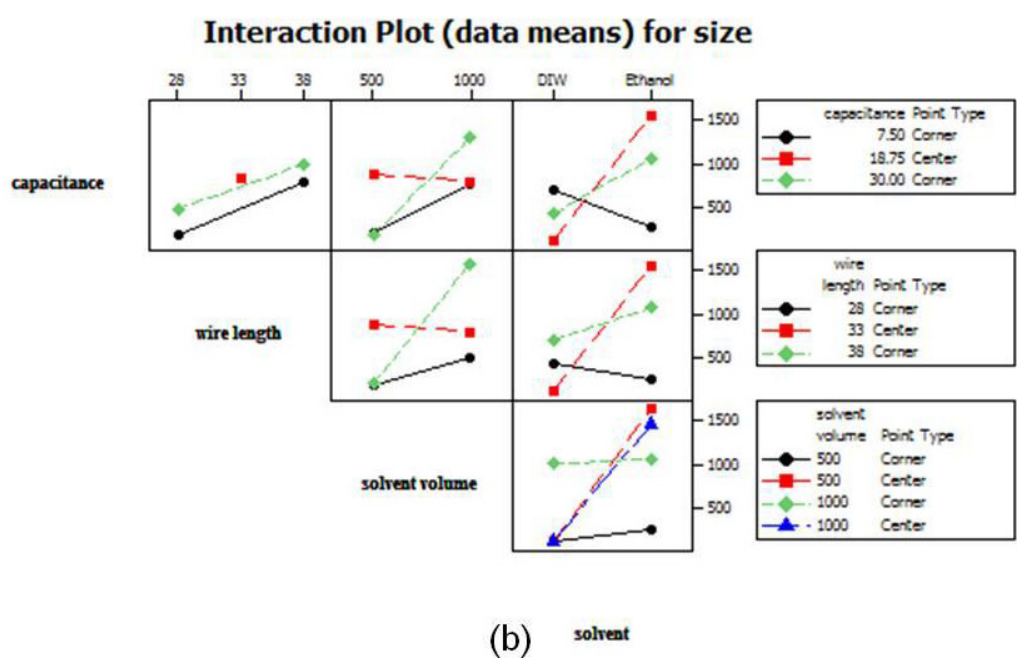 Interaction Plot (data means) for size
28 33 38 500 1000 DIW Ethanol
capacitance
1500
1000
500
capacitance Point Type
7.50 Corner
18.75 Center
30.00 Corner
wire length
1500
1000
500
wire
length Point Type
28 Corner
33 Center
38 Corner
solvent volume
1500
1000
500
solvent
volume Point Type
500 Corner
500 Center
1000 Corner
1000 Center
(b) solvent